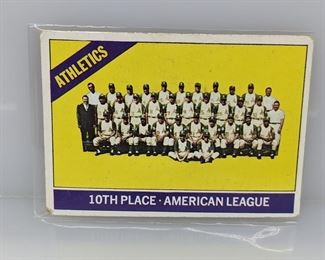 ATHLETICS
10TH PLACE · AMERICAN LEAGUE